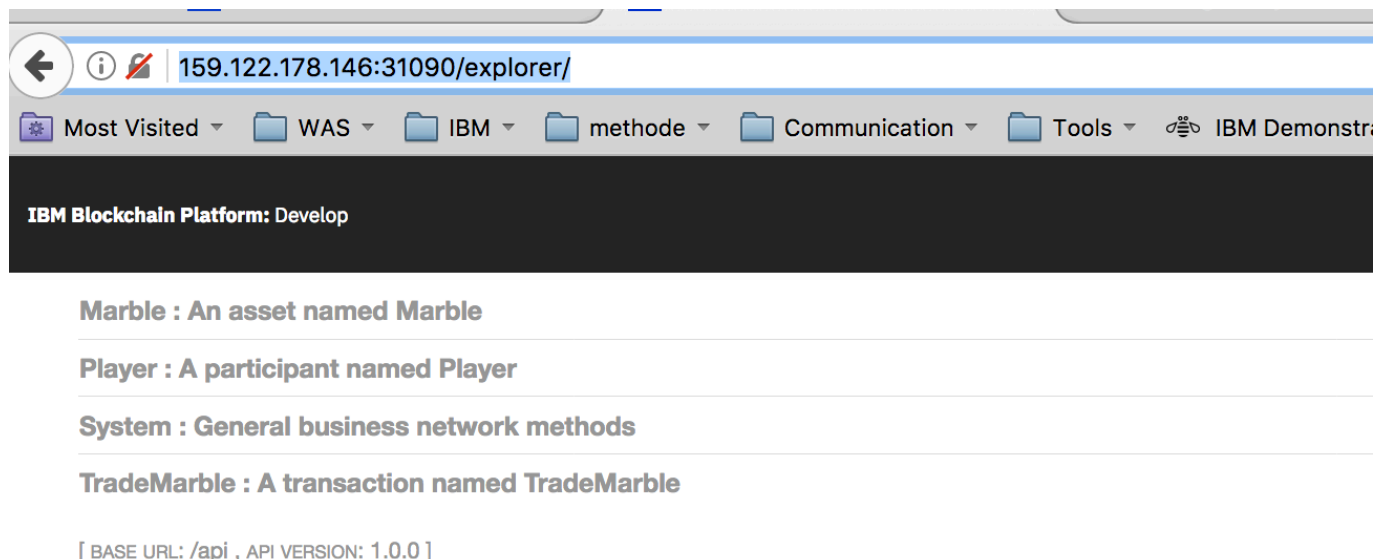 159.122.178.146:31090/explorer/
Most Visited WAS IBM methode Communication Tools IBM Demonstra
IBM Blockchain Platform: Develop
Marble : An asset named Marble
Player : A participant named Player
System : General business network methods
TradeMarble : A transaction named TradeMarble
[ BASE URL: /api , API VERSION: 1.0.0 ]